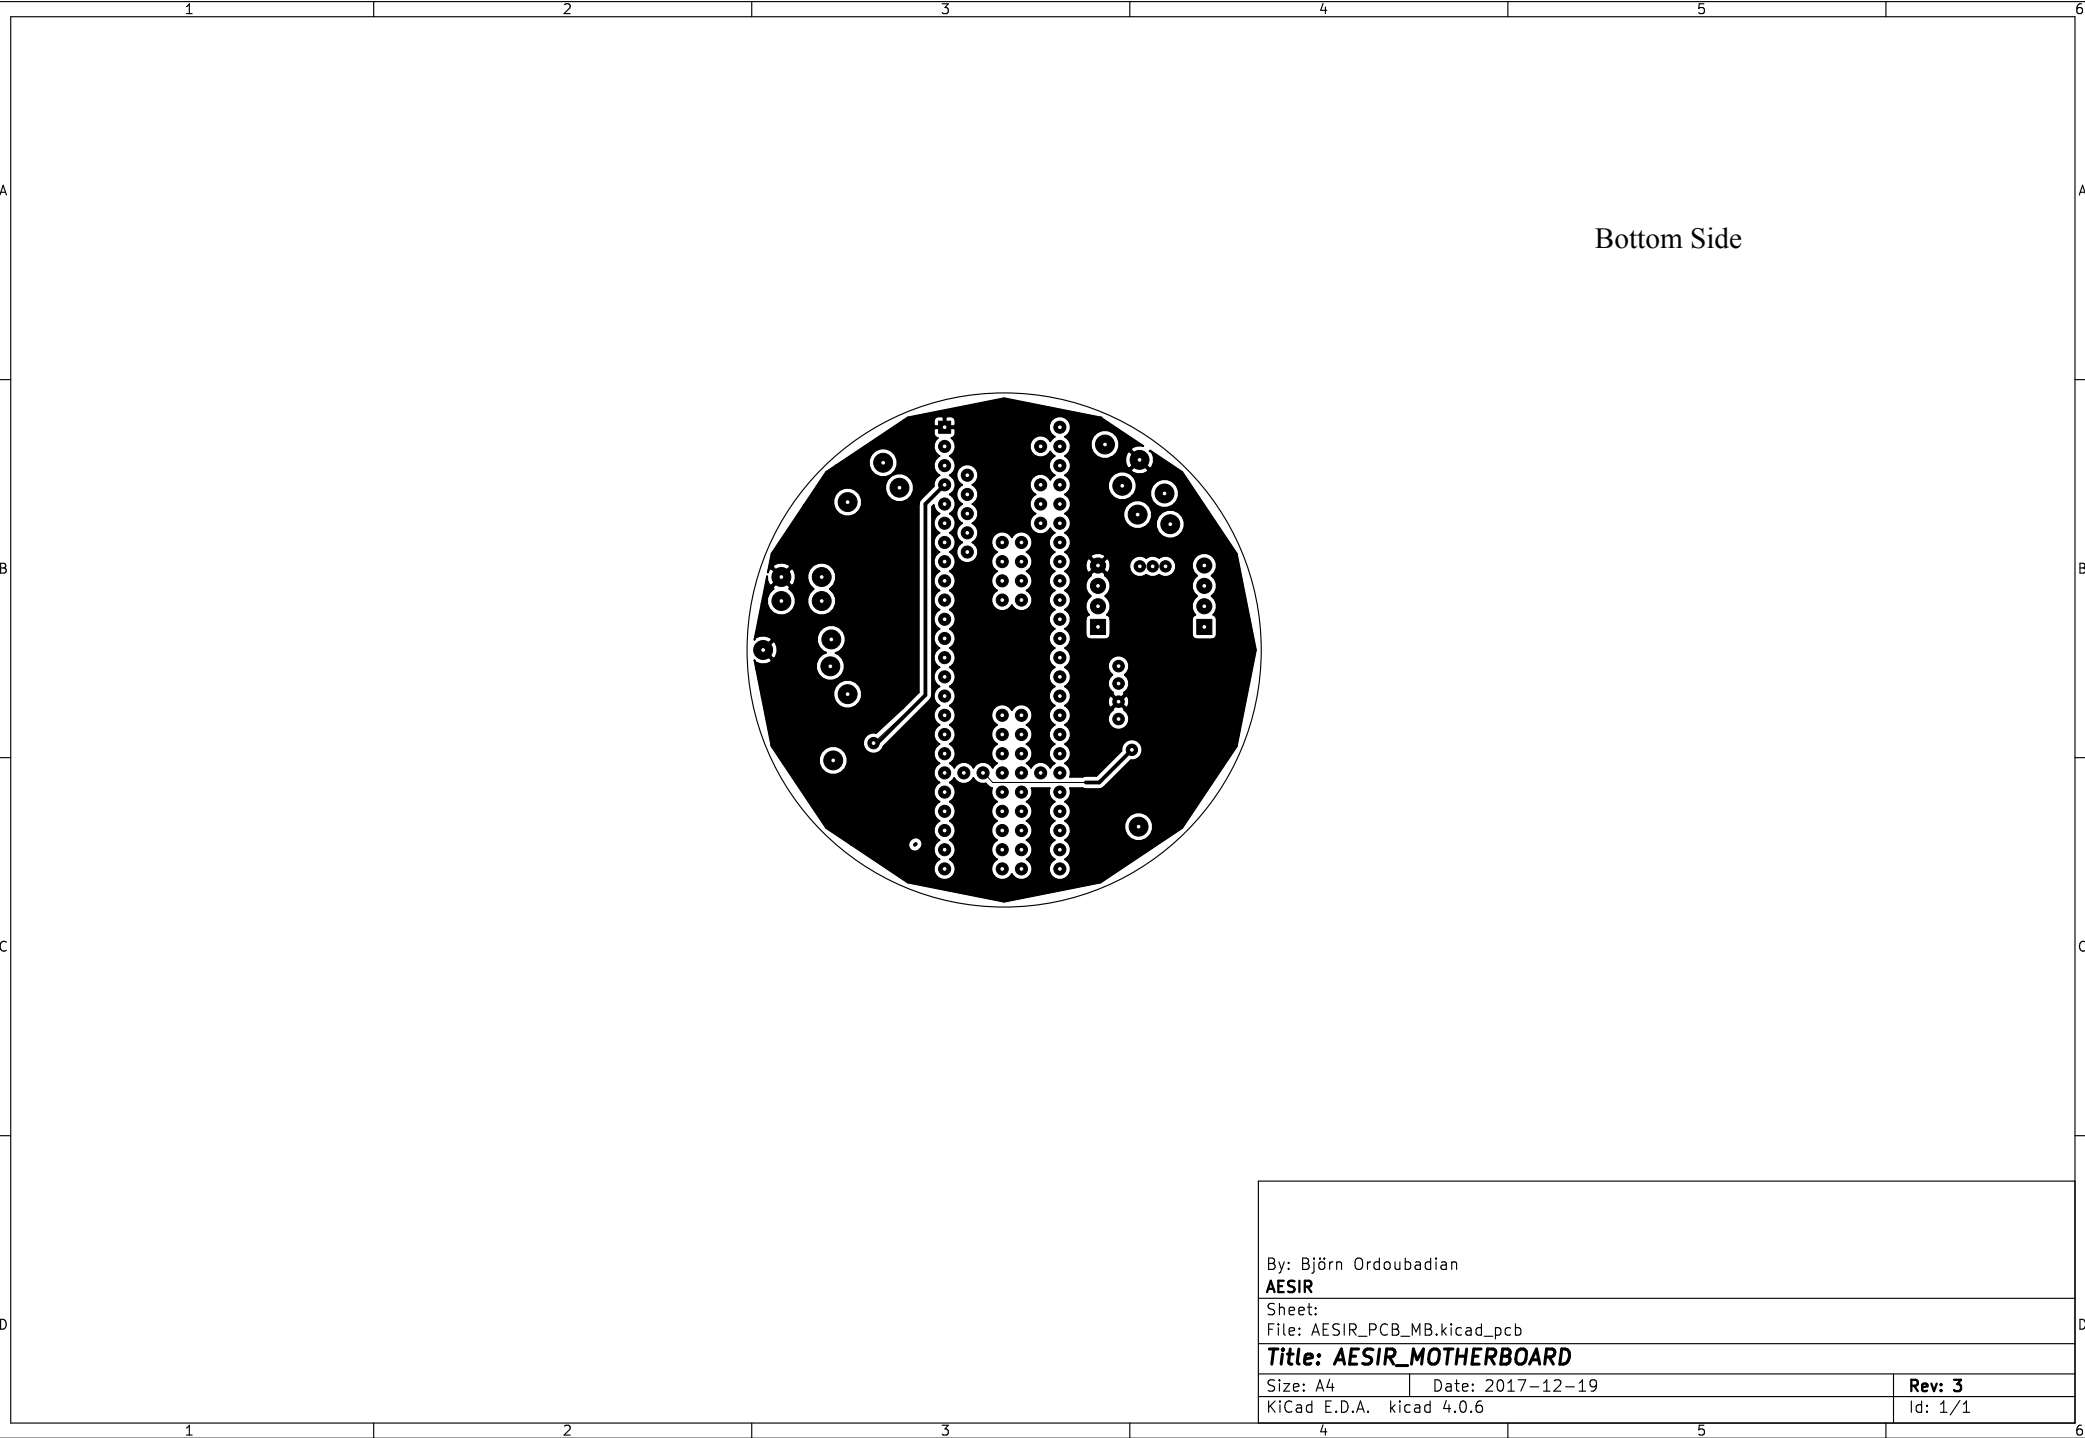 1 2 3 4 5 6
A A
Bottom Side
B B
C C
By: Björn Ordoubadian
AESIR
Sheet:
D File: AESIR_PCB_MB.kicad_pcb D
Title: AESIR_MOTHERBOARD
Size: A4 Date: 2017-12-19 Rev: 3
KiCad E.D.A. kicad 4.0.6 Id: 1/1
1 2 3 4 5 6